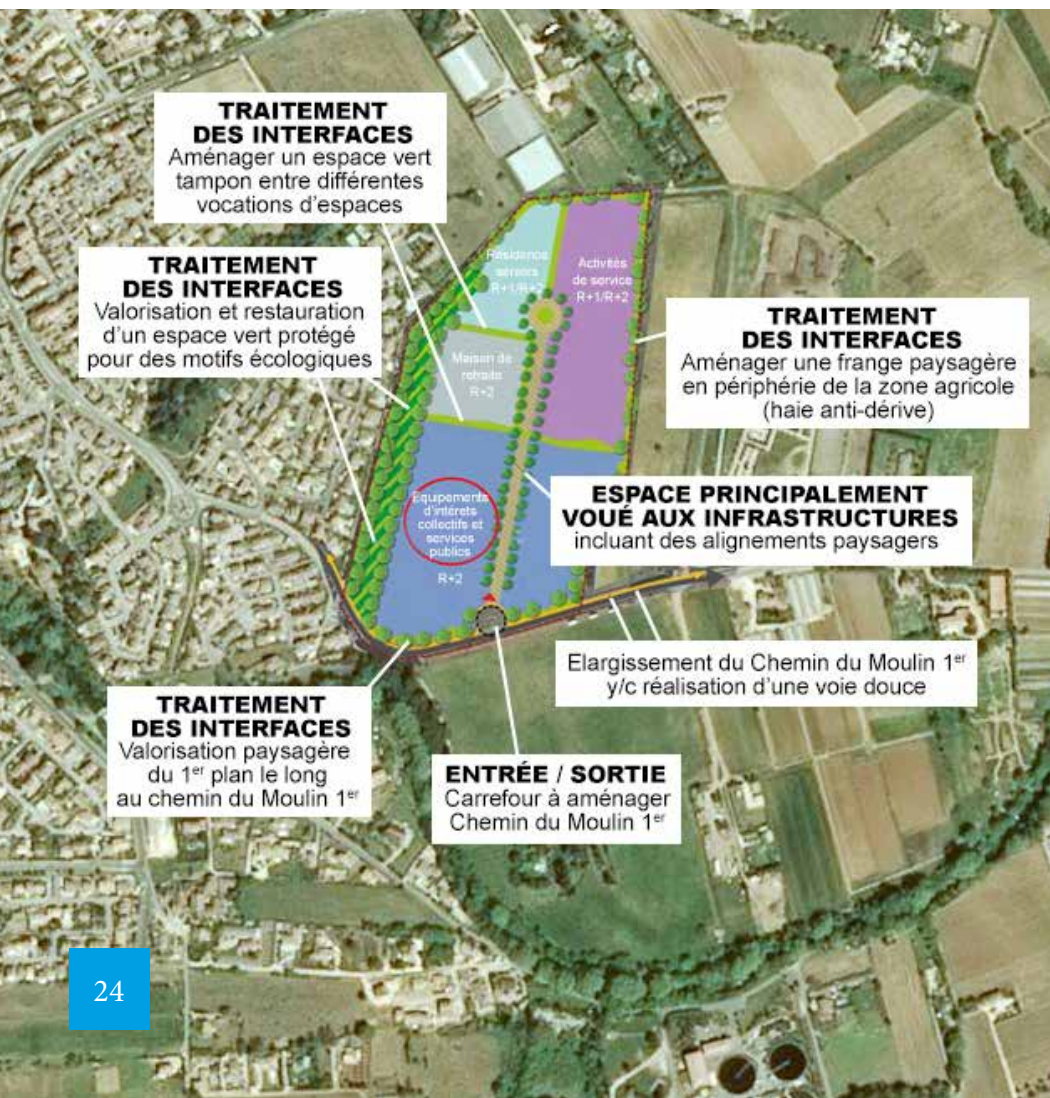 TRAITEMENT
DES INTERFACES
Aménager un espace vert
tampon entre différentes
vocations d'espaces
TRAITEMENT
DES INTERFACES
Valorisation et restauration
d'un espace vert protégé
pour des motifs écologiques
Résidence
séniors
R+1/R+2
Activités
de service
R+1/R+2
Maison de
retraite
R+2
TRAITEMENT
DES INTERFACES
Aménager une frange paysagère
en périphérie de la zone agricole
(haie anti-dérive)
Equipements
d'intérets
collectifs et
services
publics
R+2
ESPACE PRINCIPALEMENT
VOUÉ AUX INFRASTRUCTURES
incluant des alignements paysagers
Elargissement du Chemin du Moulin 1er
y/c réalisation d'une voie douce
TRAITEMENT
DES INTERFACES
Valorisation paysagère
du 1er plan le long
au chemin du Moulin 1er
ENTRÉE / SORTIE
Carrefour à aménager
Chemin du Moulin 1er
24